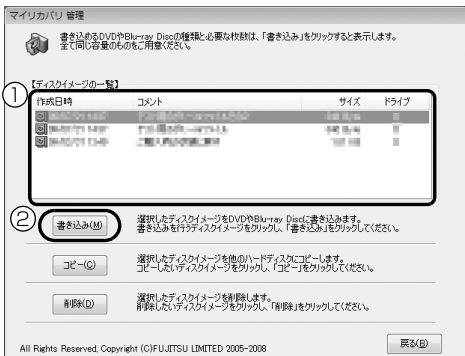 マイリカバリ 管理
書き込めるDVDやBlu-ray Discの種類と必要な枚数は、「書き込み」をクリックすると表示します。
全て同じ容量のものをご用意ください。
【ディスクイメージの一覧】
①
作成日時 コメント サイズ ドライブ
②
書き込み(M)
選択したディスクイメージをDVDやBlu-ray Discに書き込みます。
書き込みを行うディスクイメージをクリックし、「書き込み」をクリックしてください。
コピー(C)
選択したディスクイメージを他のハードディスクにコピーします。
コピーしたいディスクイメージをクリックし、「コピー」をクリックしてください。
削除(D)
選択したディスクイメージを削除します。
削除したいディスクイメージをクリックし、「削除」をクリックしてください。
All Rights Reserved, Copyright (C)FUJITSU LIMITED 2005-2008
戻る(B)